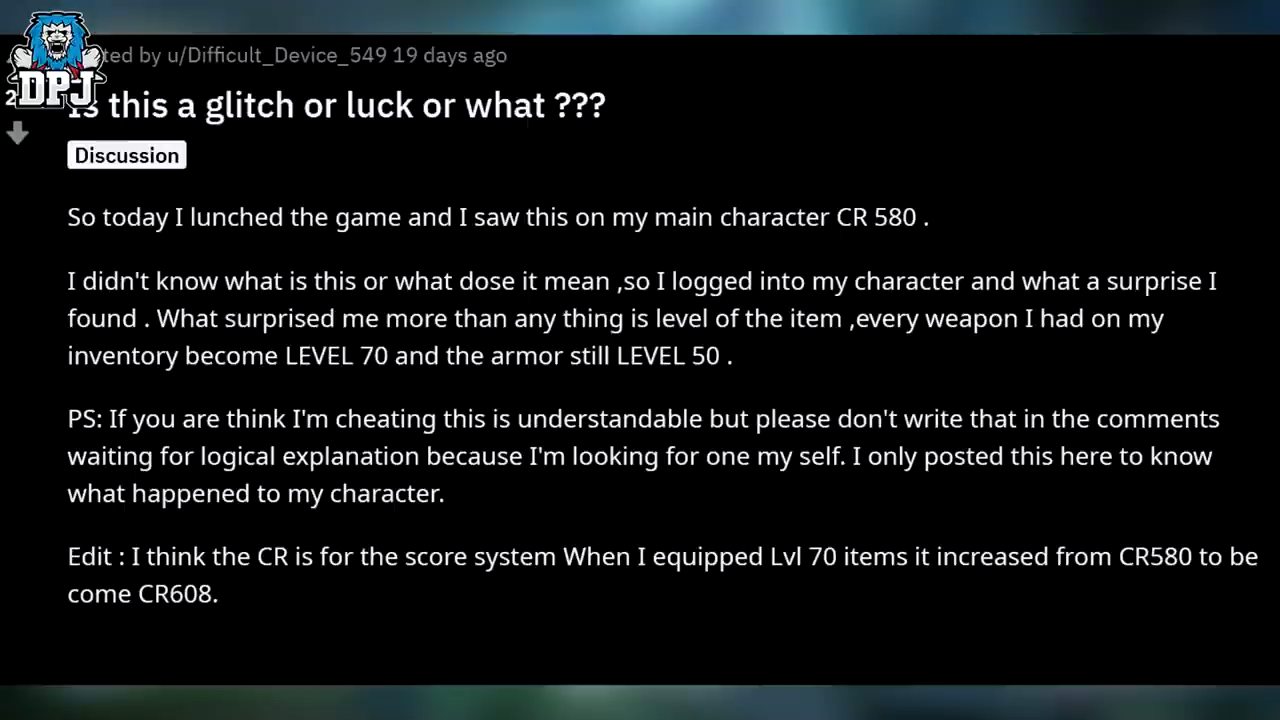 DPJ
ted by u/Difficult_Device_549 19 days ago
2
Is this a glitch or luck or what ???
Discussion
So today I lunched the game and I saw this on my main character CR 580 .
I didn't know what is this or what dose it mean ,so I logged into my character and what a surprise I
found . What surprised me more than any thing is level of the item ,every weapon I had on my
inventory become LEVEL 70 and the armor still LEVEL 50 .
PS: If you are think I'm cheating this is understandable but please don't write that in the comments
waiting for logical explanation because I'm looking for one my self. I only posted this here to know
what happened to my character.
Edit : I think the CR is for the score system When I equipped Lvl 70 items it increased from CR580 to be
come CR608.